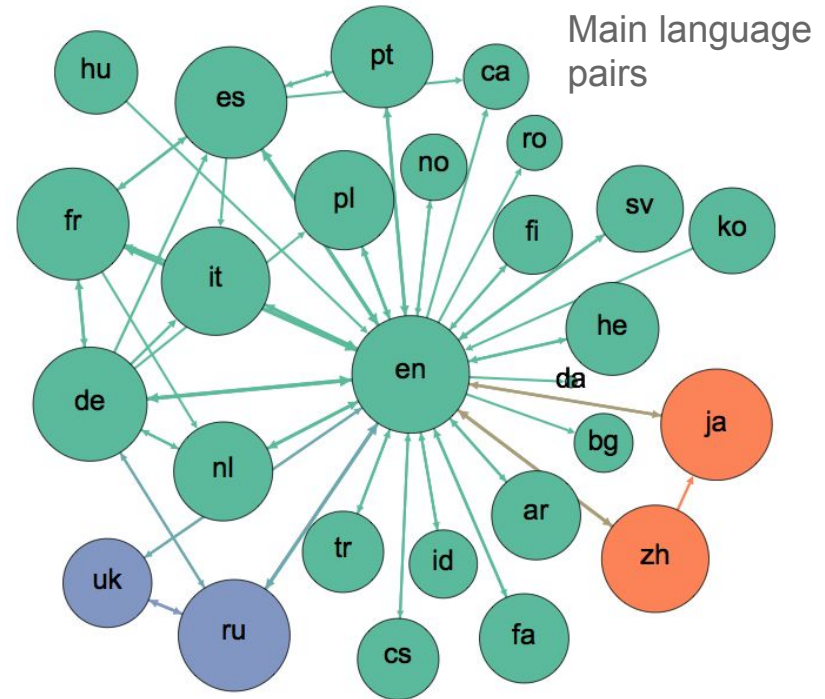 Main language
pairs
hu
es
pt
ca
ro
no
pl
fr
fi
sv
ko
it
he
en
da
de
ja
bg
nl
ar
tr
id
zh
uk
ru
cs
fa